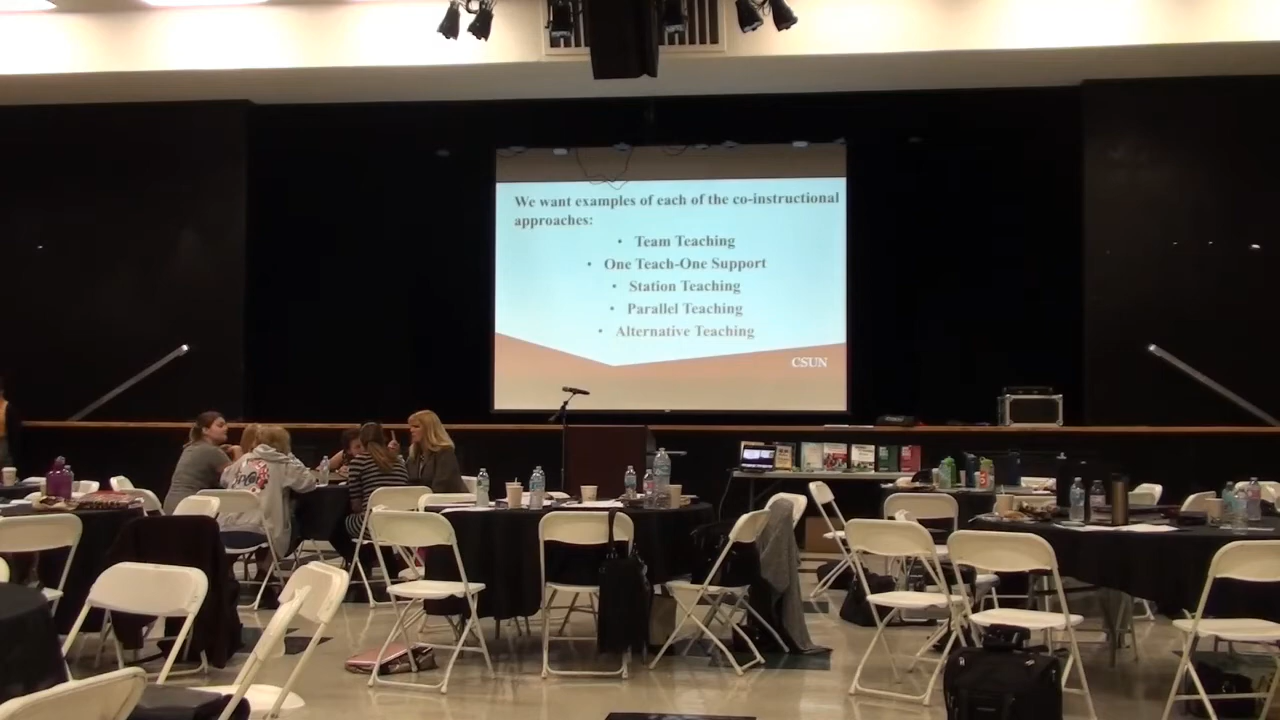 We want examples of each of the co-instructional
approaches:
• Team Teaching
• One Teach-One Support
• Station Teaching
• Parallel Teaching
• Alternative Teaching
CSUN